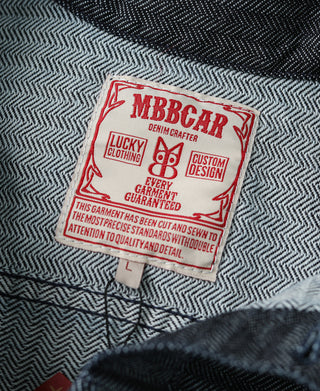 MBBCAR
DENIM CRAFTER
LUCKY CLOTHING
CUSTOM DESIGN
EVERY
GARMENT
GUARANTEED
THIS GARMENT HAS BEEN CUT AND SEWN TO
THE MOST PRECISE STANDARDS WITH DOUBLE
ATTENTION TO QUALITY AND DETAIL.
L